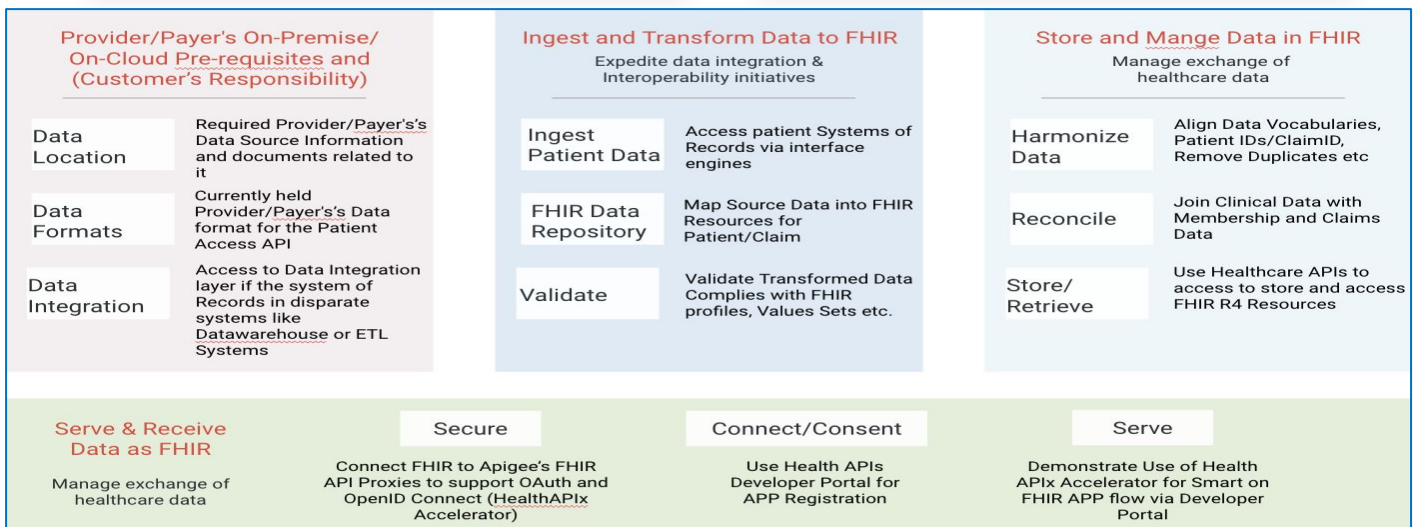 Provider/Payer's On-Premise/
On-Cloud Pre-requisites and
(Customer's Responsibility)
Data
Location
Required Provider/Payer's's
Data Source Information
and documents related to
it
Data
Formats
Currently held
Provider/Payer's's Data
format for the Patient
Access API
Data
Integration
Access to Data Integration
layer if the system of
Records in disparate
systems like
Datawarehouse or ETL
Systems
Ingest and Transform Data to FHIR
Expedite data integration &
Interoperability initiatives
Ingest
Patient Data
Access patient Systems of
Records via interface
engines
FHIR Data
Repository
Map Source Data into FHIR
Resources for
Patient/Claim
Validate
Validate Transformed Data
Complies with FHIR
profiles, Values Sets etc.
Store and Mange Data in FHIR
Manage exchange of
healthcare data
Harmonize
Data
Align Data Vocabularies,
Patient IDs/ClaimID,
Remove Duplicates etc
Reconcile
Join Clinical Data with
Membership and Claims
Data
Store/
Retrieve
Use Healthcare APIs to
access to store and access
FHIR R4 Resources
Serve & Receive
Data as FHIR
Manage exchange of
healthcare data
Secure
Connect FHIR to Apigee's FHIR
API Proxies to support OAuth and
OpenID Connect (HealthAPIx
Accelerator)
Connect/Consent
Use Health APIs
Developer Portal for
APP Registration
Serve
Demonstrate Use of Health
APIx Accelerator for Smart on
FHIR APP flow via Developer
Portal